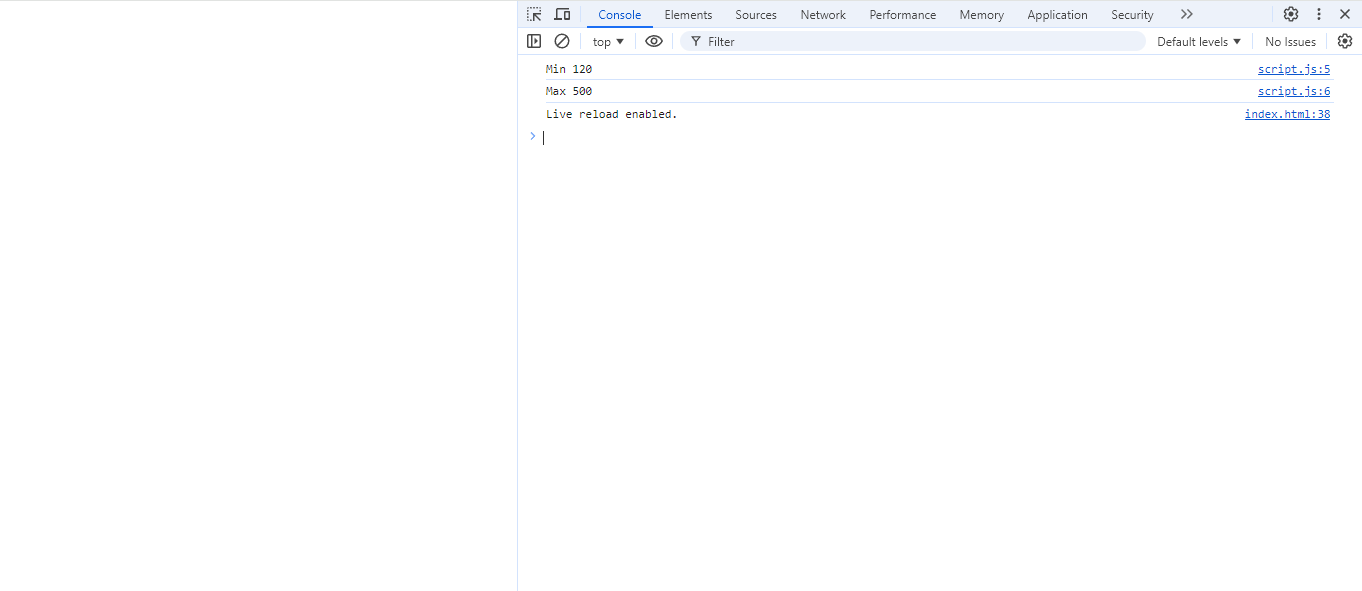 Console Elements Sources Network Performance Memory Application Security
top Filter Default levels No Issues
Min 120 script.js:5
Max 500 script.js:6
Live reload enabled. index.html:38